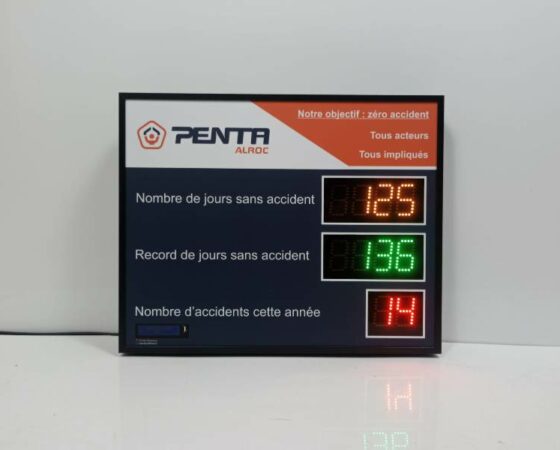 Notre objectif : zéro accident
PENTA
ALROC
Tous acteurs
Tous impliqués
Nombre de jours sans accident
125
Record de jours sans accident
136
Nombre d'accidents cette année
14